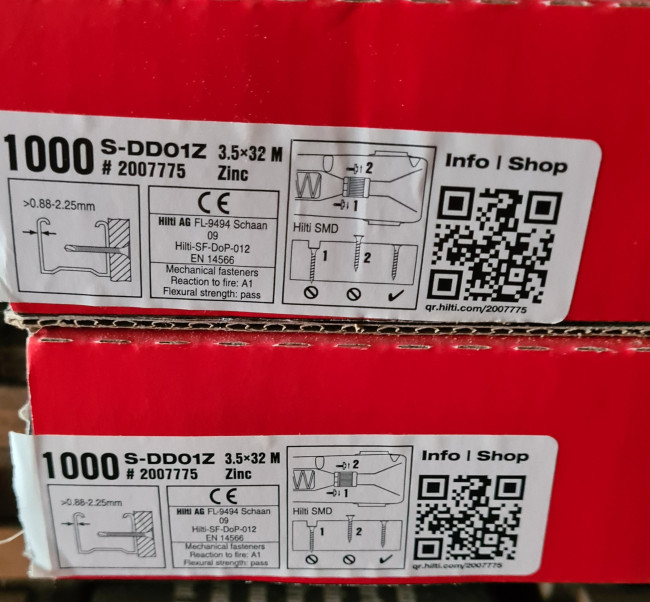 1000 S-DD01Z 3.5×32 M
# 2007775 Zinc
>0.88-2.25mm
CE
Hilti AG FL-9494 Schaan
09
Hilti-SF-DoP-012
EN 14566
Mechanical fasteners
Reaction to fire: A1
Flexural strength: pass
2
1
Hilti SMD
1 2
Info | Shop
qr.hilti.com/2007775
1000 S-DD01Z 3.5×32 M
# 2007775 Zinc
>0.88-2.25mm
CE
Hilti AG FL-9494 Schaan
09
Hilti-SF-DoP-012
EN 14566
Mechanical fasteners
Reaction to fire: A1
Flexural strength: pass
2
1
Hilti SMD
1 2
Info | Shop
qr.hilti.com/2007775